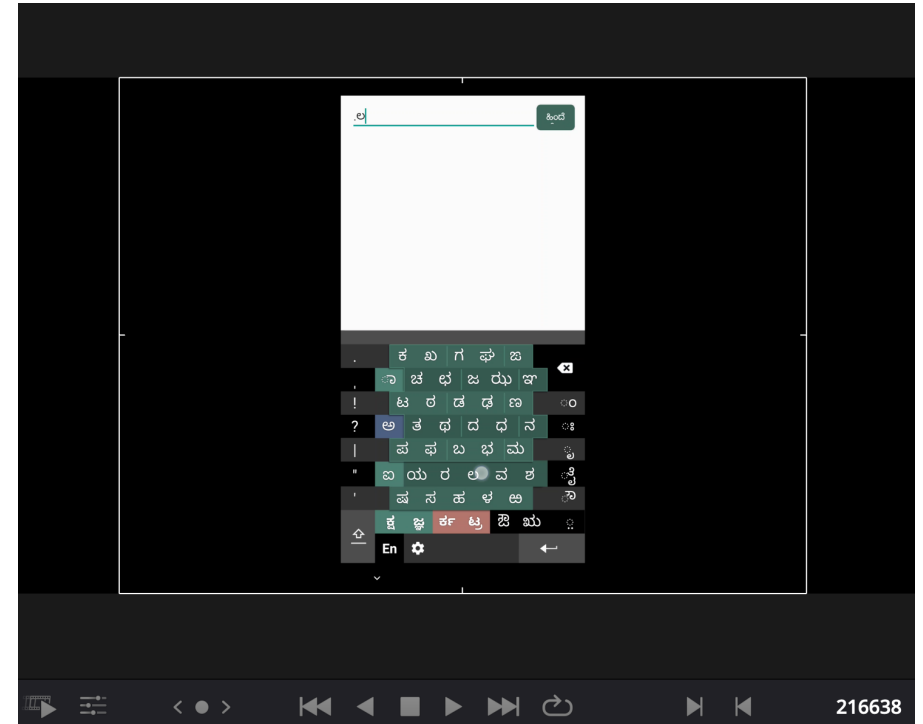 .ಲ ಹಿಂದೆ
. ಕ ಖ ಗ ಘ ಙ
, ಾ ಚ ಛ ಜ ಝ ಞ
! ಟ ಠ ಡ ಢ ಣ ಂ
? ಅ ತ ಥ ದ ಧ ನ ಃ
| ಪ ಫ ಬ ಭ ಮ ೃ
" ಐ ಯ ರ ಲ ವ ಶ ೈ
' ಷ ಸ ಹ ಳ ಱ ೌ
ಕ್ಷ ಜ್ಞ ರ್ಕ ಟ್ರ ಔ ಋ ಼
En
216638